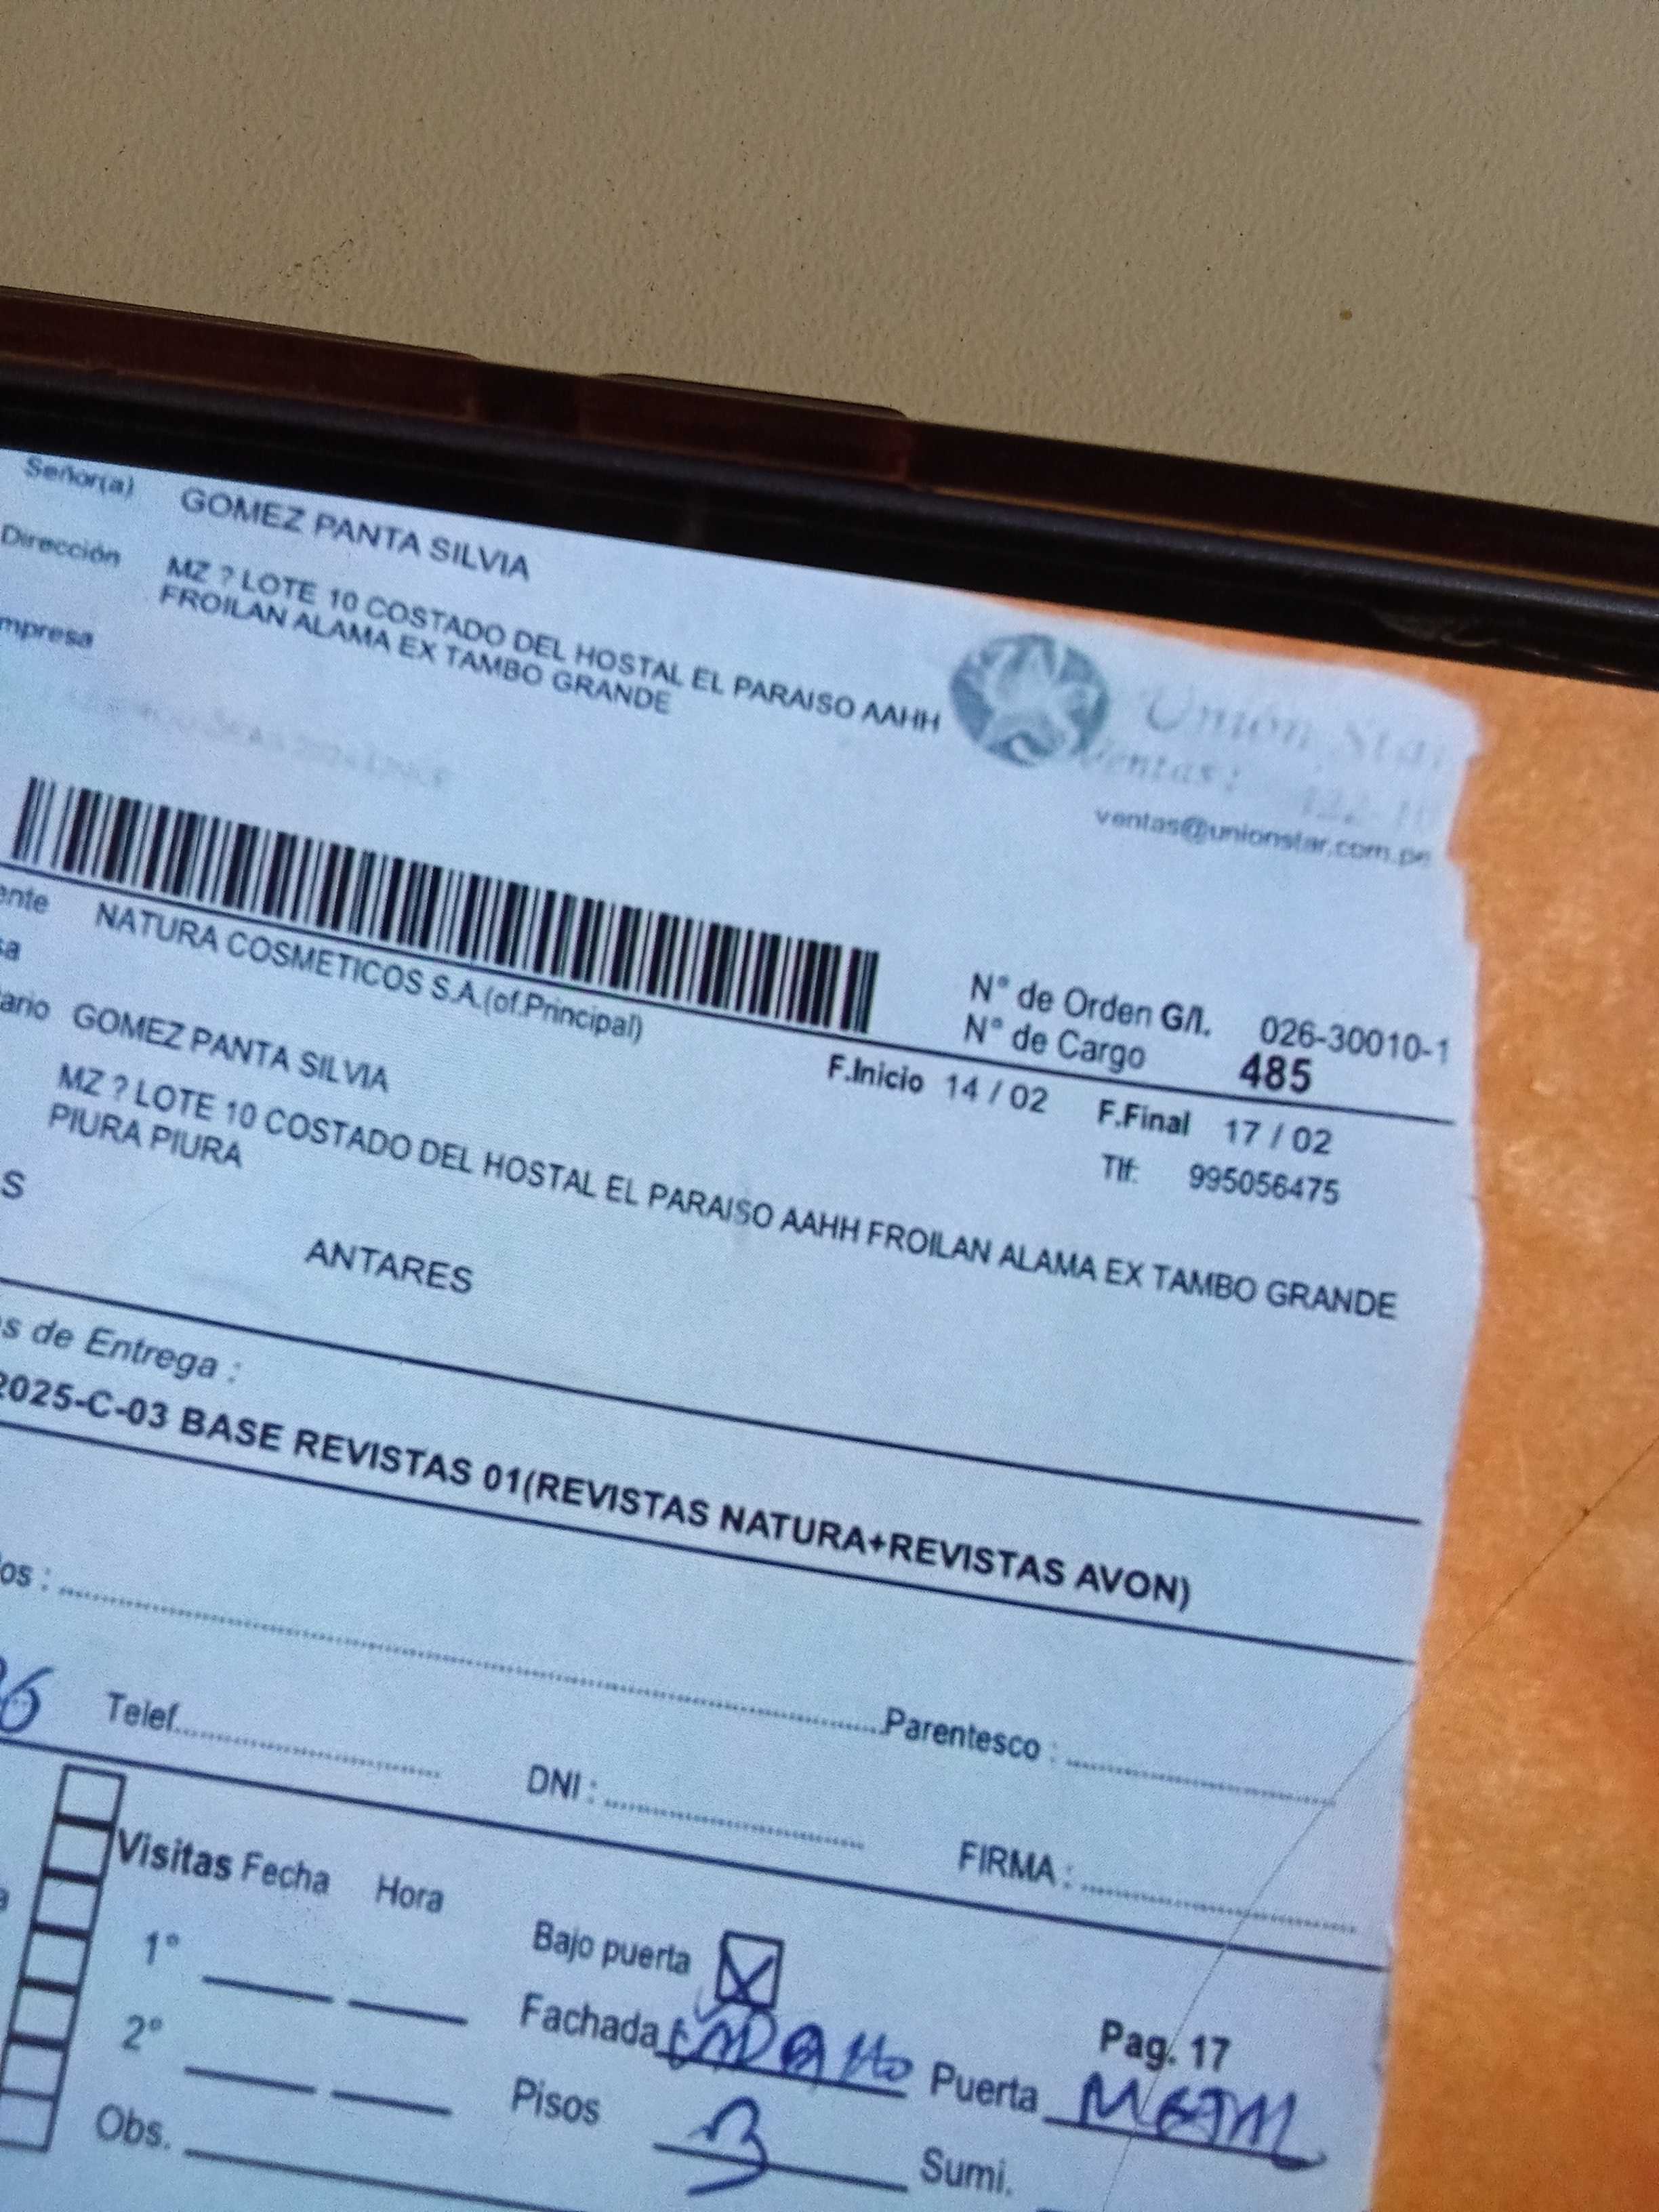 Señor(a) GOMEZ PANTA SILVIA
Dirección MZ ? LOTE 10 COSTADO DEL HOSTAL EL PARAISO AAHH
FROILAN ALAMA EX TAMBO GRANDE
mpresa
Unión Star
Ventas:
ventas@unionstar.com.pe
N° de Orden G/I. 026-30010-1
N° de Cargo 485
ente NATURA COSMETICOS S.A.(of.Principal)
sa
F.Inicio 14 / 02 F.Final 17 / 02
ario GOMEZ PANTA SILVIA
Tlf: 995056475
MZ ? LOTE 10 COSTADO DEL HOSTAL EL PARAISO AAHH FROILAN ALAMA EX TAMBO GRANDE
PIURA PIURA
S
ANTARES
s de Entrega :
2025-C-03 BASE REVISTAS 01(REVISTAS NATURA+REVISTAS AVON)
os : Parentesco :
6 Telef. DNI : FIRMA :
Visitas Fecha Hora
Bajo puerta
1°
Pag. 17
Fachada Puerta
2°
Pisos 3 Sumi.
Obs.